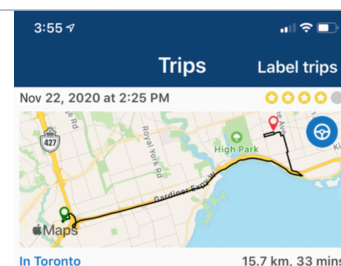 3:55
Trips
Label trips
Nov 22, 2020 at 2:25 PM
427
Royal York Rd
High Park
Gardiner Expy W
Maps
In Toronto
15.7 km, 33 mins